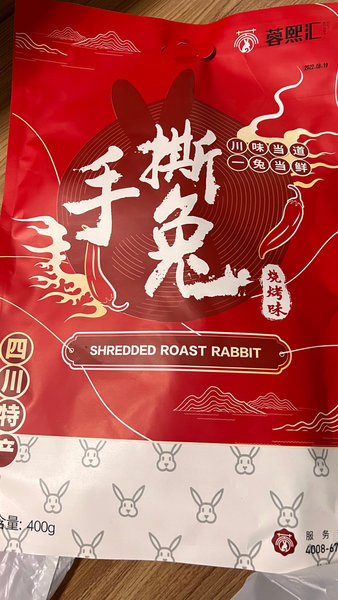 蓉熙汇
2022.08.19
川味当道
一兔当鲜
手撕兔
烧烤味
SHREDDED ROAST RABBIT
四川特产
含量: 400g
服务
4008-67